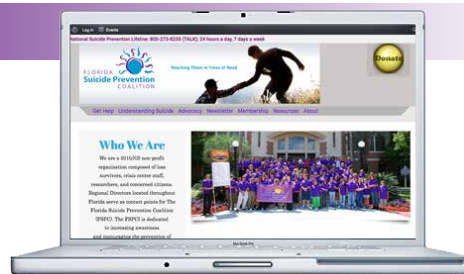 Log in Events
National Suicide Prevention Lifeline: 800-273-8255 (TALK); 24 hours a day, 7 days a week
Donate
Reaching Those in Times of Need
FLORIDA
Suicide Prevention
COALITION
Get Help Understanding Suicide Advocacy Newsletter Membership Resources About
Who We Are
We are a 501(c)3 non-profit
organization composed of loss
survivors, crisis center staff,
researchers, and concerned citizens.
Regional Directors located throughout
Florida serve as contact points for The
Florida Suicide Prevention Coalition
(FSPC). The FSPC is dedicated
to increasing awareness
and encouraging the prevention of
MacBook Pro